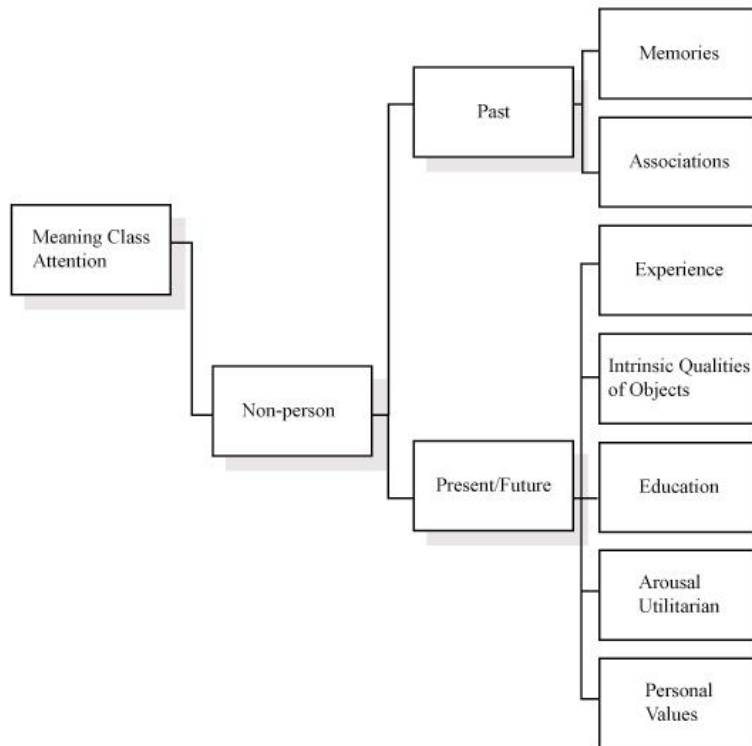 Memories
Past
Associations
Meaning Class
Attention
Experience
Intrinsic Qualities
of Objects
Non-person
Present/Future
Education
Arousal
Utilitarian
Personal
Values